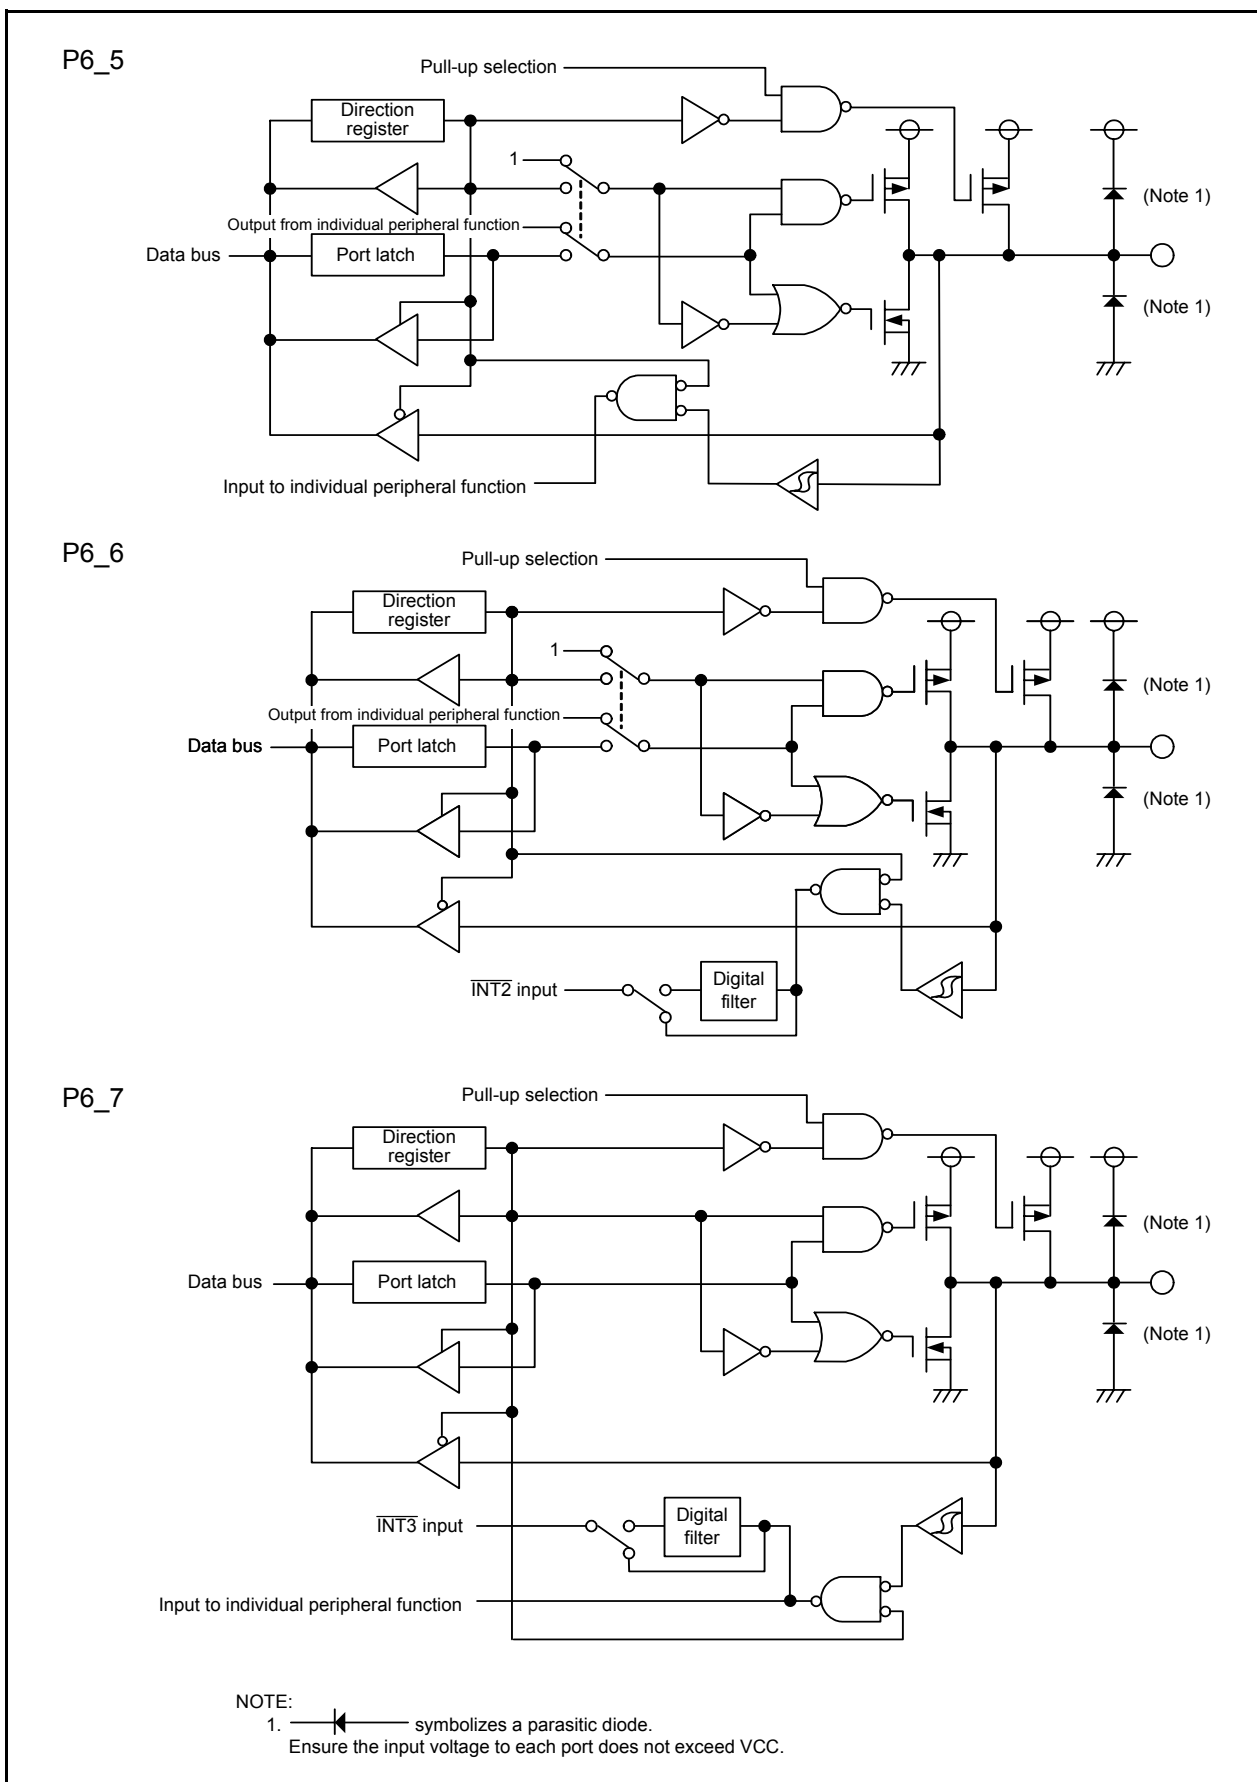 P6_5
Pull-up selection
Direction
register
1
(Note 1)
Output from individual peripheral function
Data bus
Port latch
(Note 1)
Input to individual peripheral function
P6_6
Pull-up selection
Direction
register
1
(Note 1)
Output from individual peripheral function
Data bus
Port latch
(Note 1)
INT2 input
Digital
filter
P6_7
Pull-up selection
Direction
register
(Note 1)
Data bus
Port latch
(Note 1)
INT3 input
Digital
filter
Input to individual peripheral function
NOTE:
1. symbolizes a parasitic diode.
Ensure the input voltage to each port does not exceed VCC.